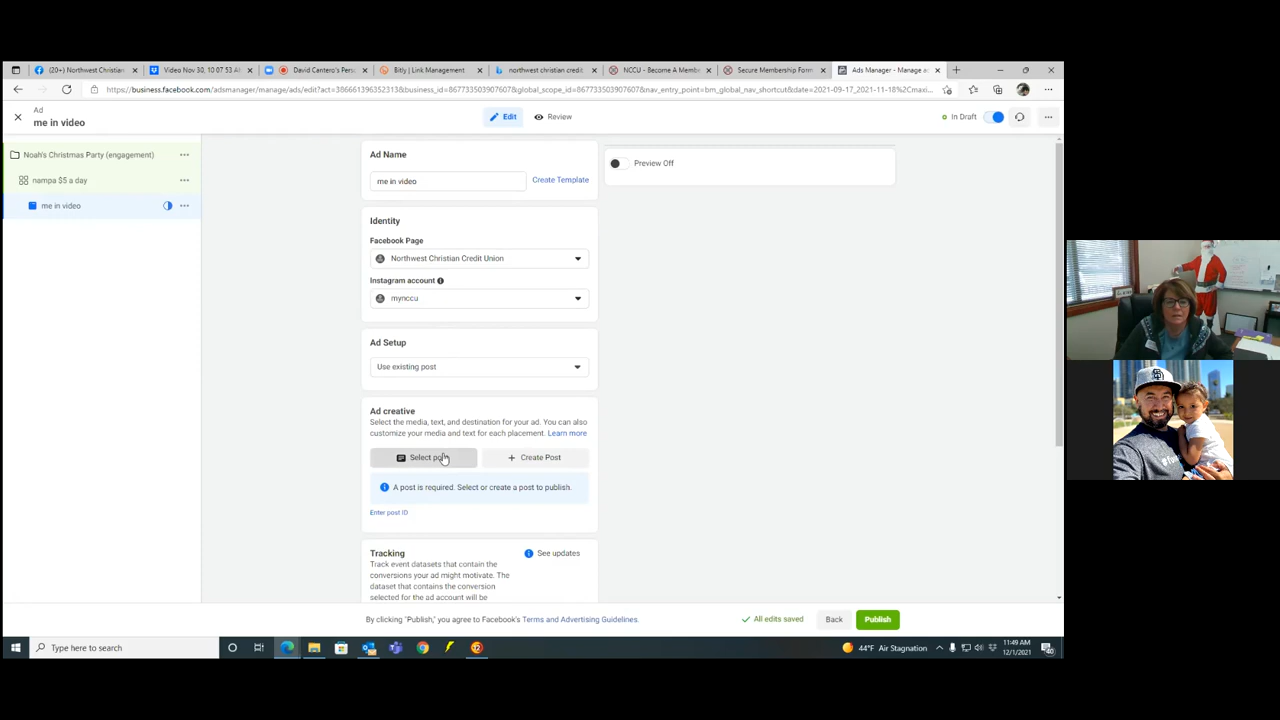 (20+) Northwest Christian
Video Nov 30, 10 07 53 A
David Cantero's Pers
Bitly | Link Management
northwest christian credit
NCCU - Become A Memb
Secure Membership Form
Ads Manager - Manage a
Ad
me in video
Edit
Review
In Draft
Noah's Christmas Party (engagement)
nampa $5 a day
me in video
Ad Name
me in video
Create Template
Preview Off
Identity
Facebook Page
Northwest Christian Credit Union
Instagram account
mynccu
Ad Setup
Use existing post
Ad creative
Select the media, text, and destination for your ad. You can also
customize your media and text for each placement. Learn more
Select
Create Post
A post is required. Select or create a post to publish.
Enter post ID
Tracking
See updates
Track event datasets that contain the
conversions your ad might motivate. The
dataset that contains the conversion
selected for the ad account will be
By clicking "Publish," you agree to Facebook's Terms and Advertising Guidelines.
All edits saved
Back
Publish
Type here to search
44°F Air Stagnation
11:49 AM
12/1/2021